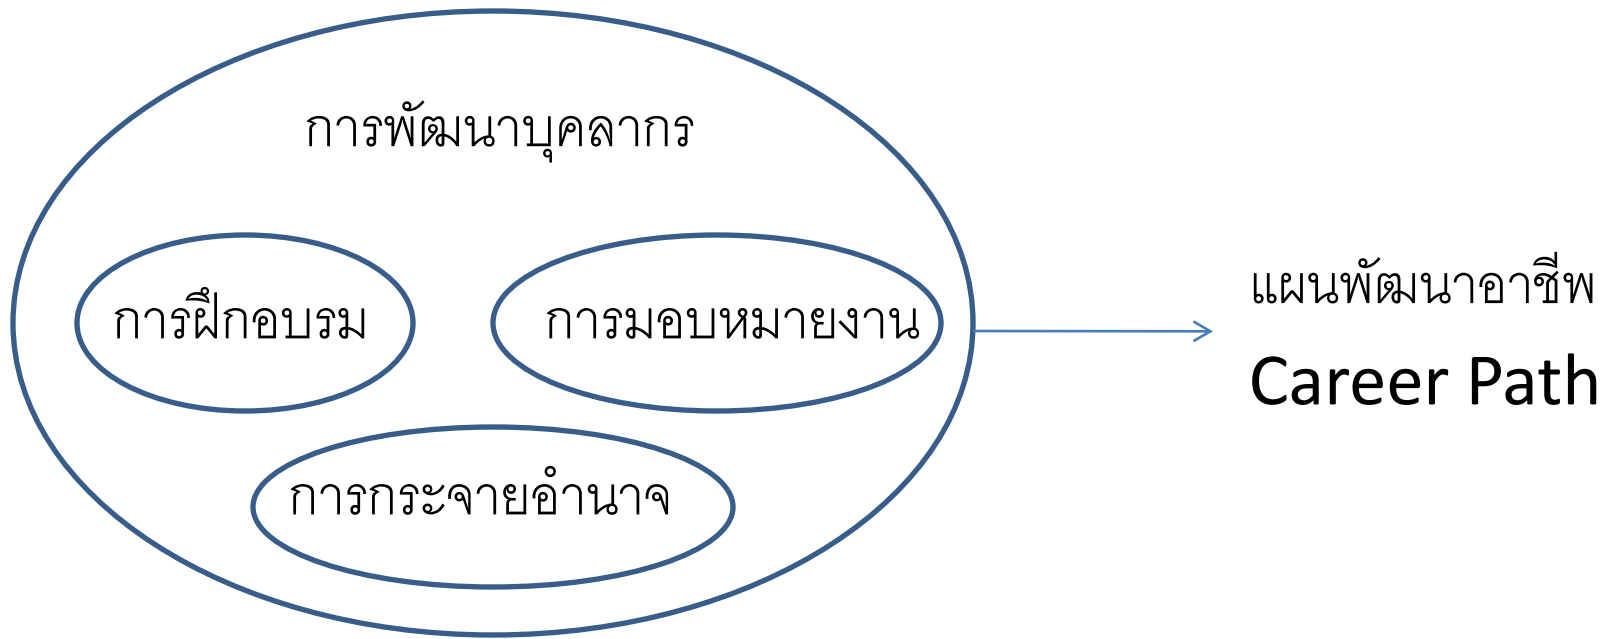 การพัฒนาบุคลากร
การฝึกอบรม
การมอบหมายงาน
การกระจายอำนาจ
แผนพัฒนาอาชีพ
Career Path